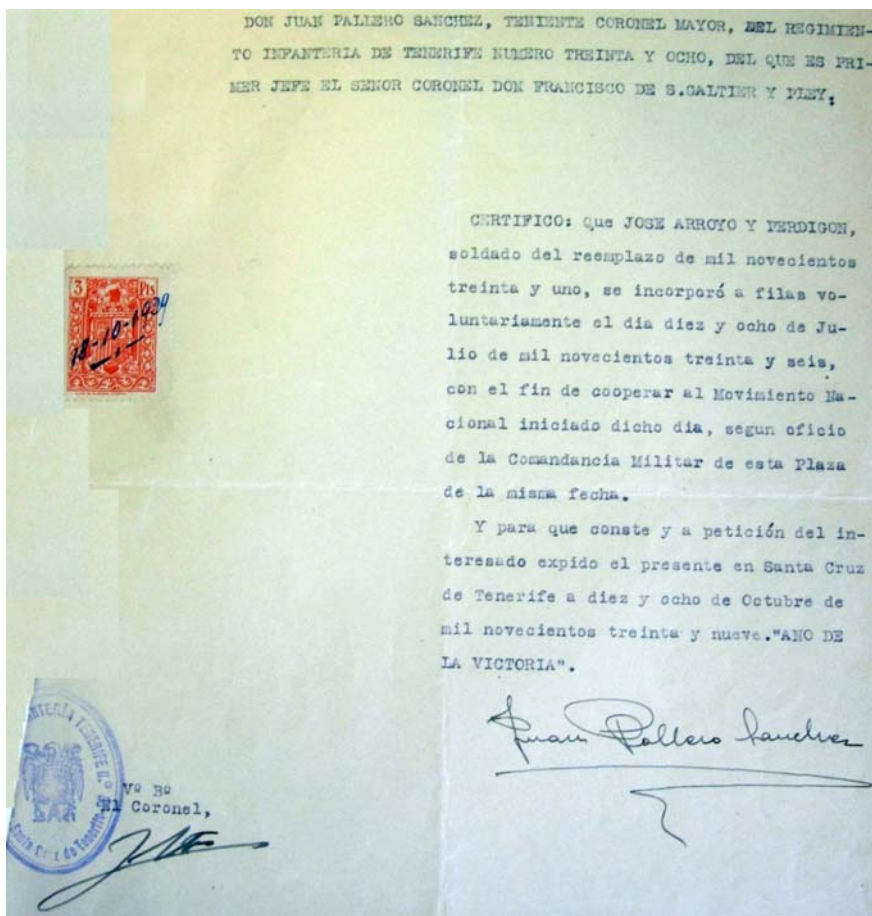 DON JUAN PALLERO SANCHEZ, TENIENTE CORONEL MAYOR, DEL REGIMIEN-
TO INFANTERIA DE TENERIFE NUMERO TREINTA Y OCHO, DEL QUE ES PRI-
MER JEFE EL SEÑOR CORONEL DON FRANCISCO DE S.GALTIER Y PLEY;
CERTIFICO: Que JOSE ARROYO Y PERDIGON,
soldado del reemplazo de mil novecientos
treinta y uno, se incorporó a filas vo-
luntariamente el dia diez y ocho de Ju-
lio de mil novecientos treinta y seis,
con el fin de cooperar al Movimiento Na-
cional iniciado dicho dia, segun oficio
de la Comandancia Militar de esta Plaza
de la misma fecha.
Y para que conste y a petición del in-
teresado expido el presente en Santa Cruz
de Tenerife a diez y ocho de Octubre de
mil novecientos treinta y nueve."AÑO DE
LA VICTORIA".
3 Pts
18-10-1939
Juan Pallero Sanchez
Vº Bº
El Coronel,
ANTERIA TENERIFE N.º
Santa Cruz de Tenerife